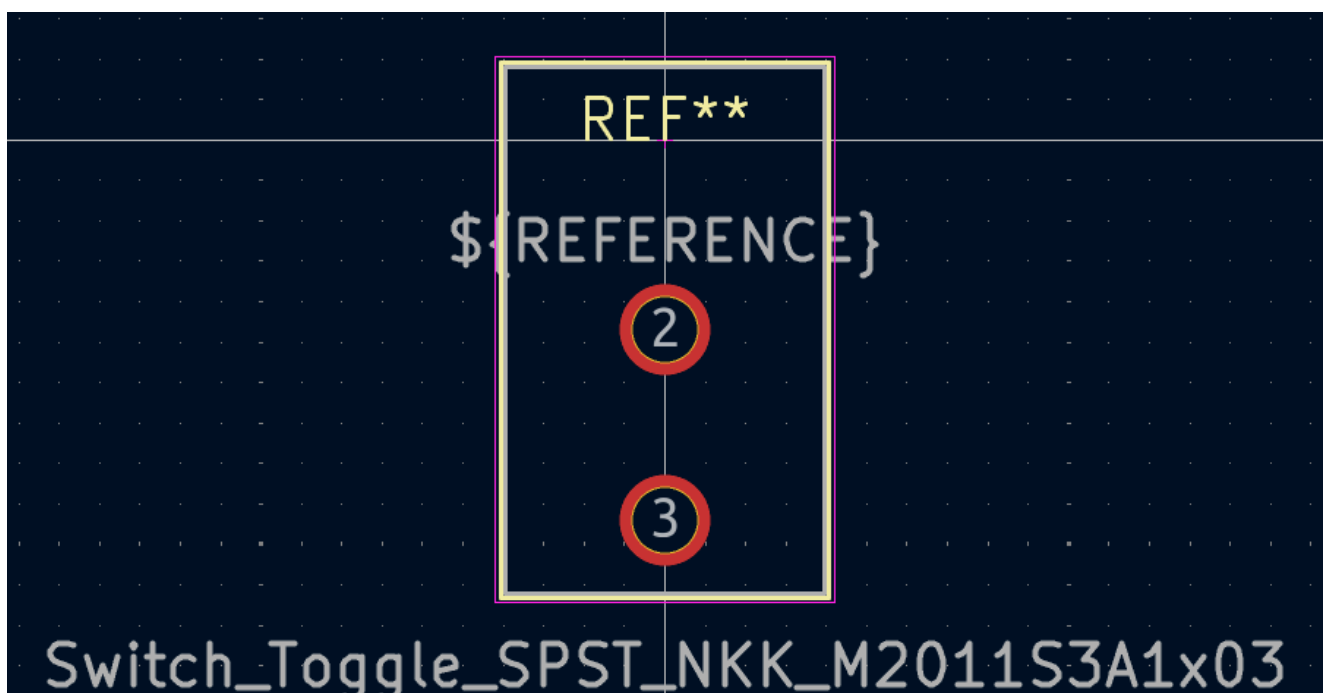 REF**
${REFERENCE}
2
3
Switch_Toggle_SPST_NKK_M2011S3A1x03